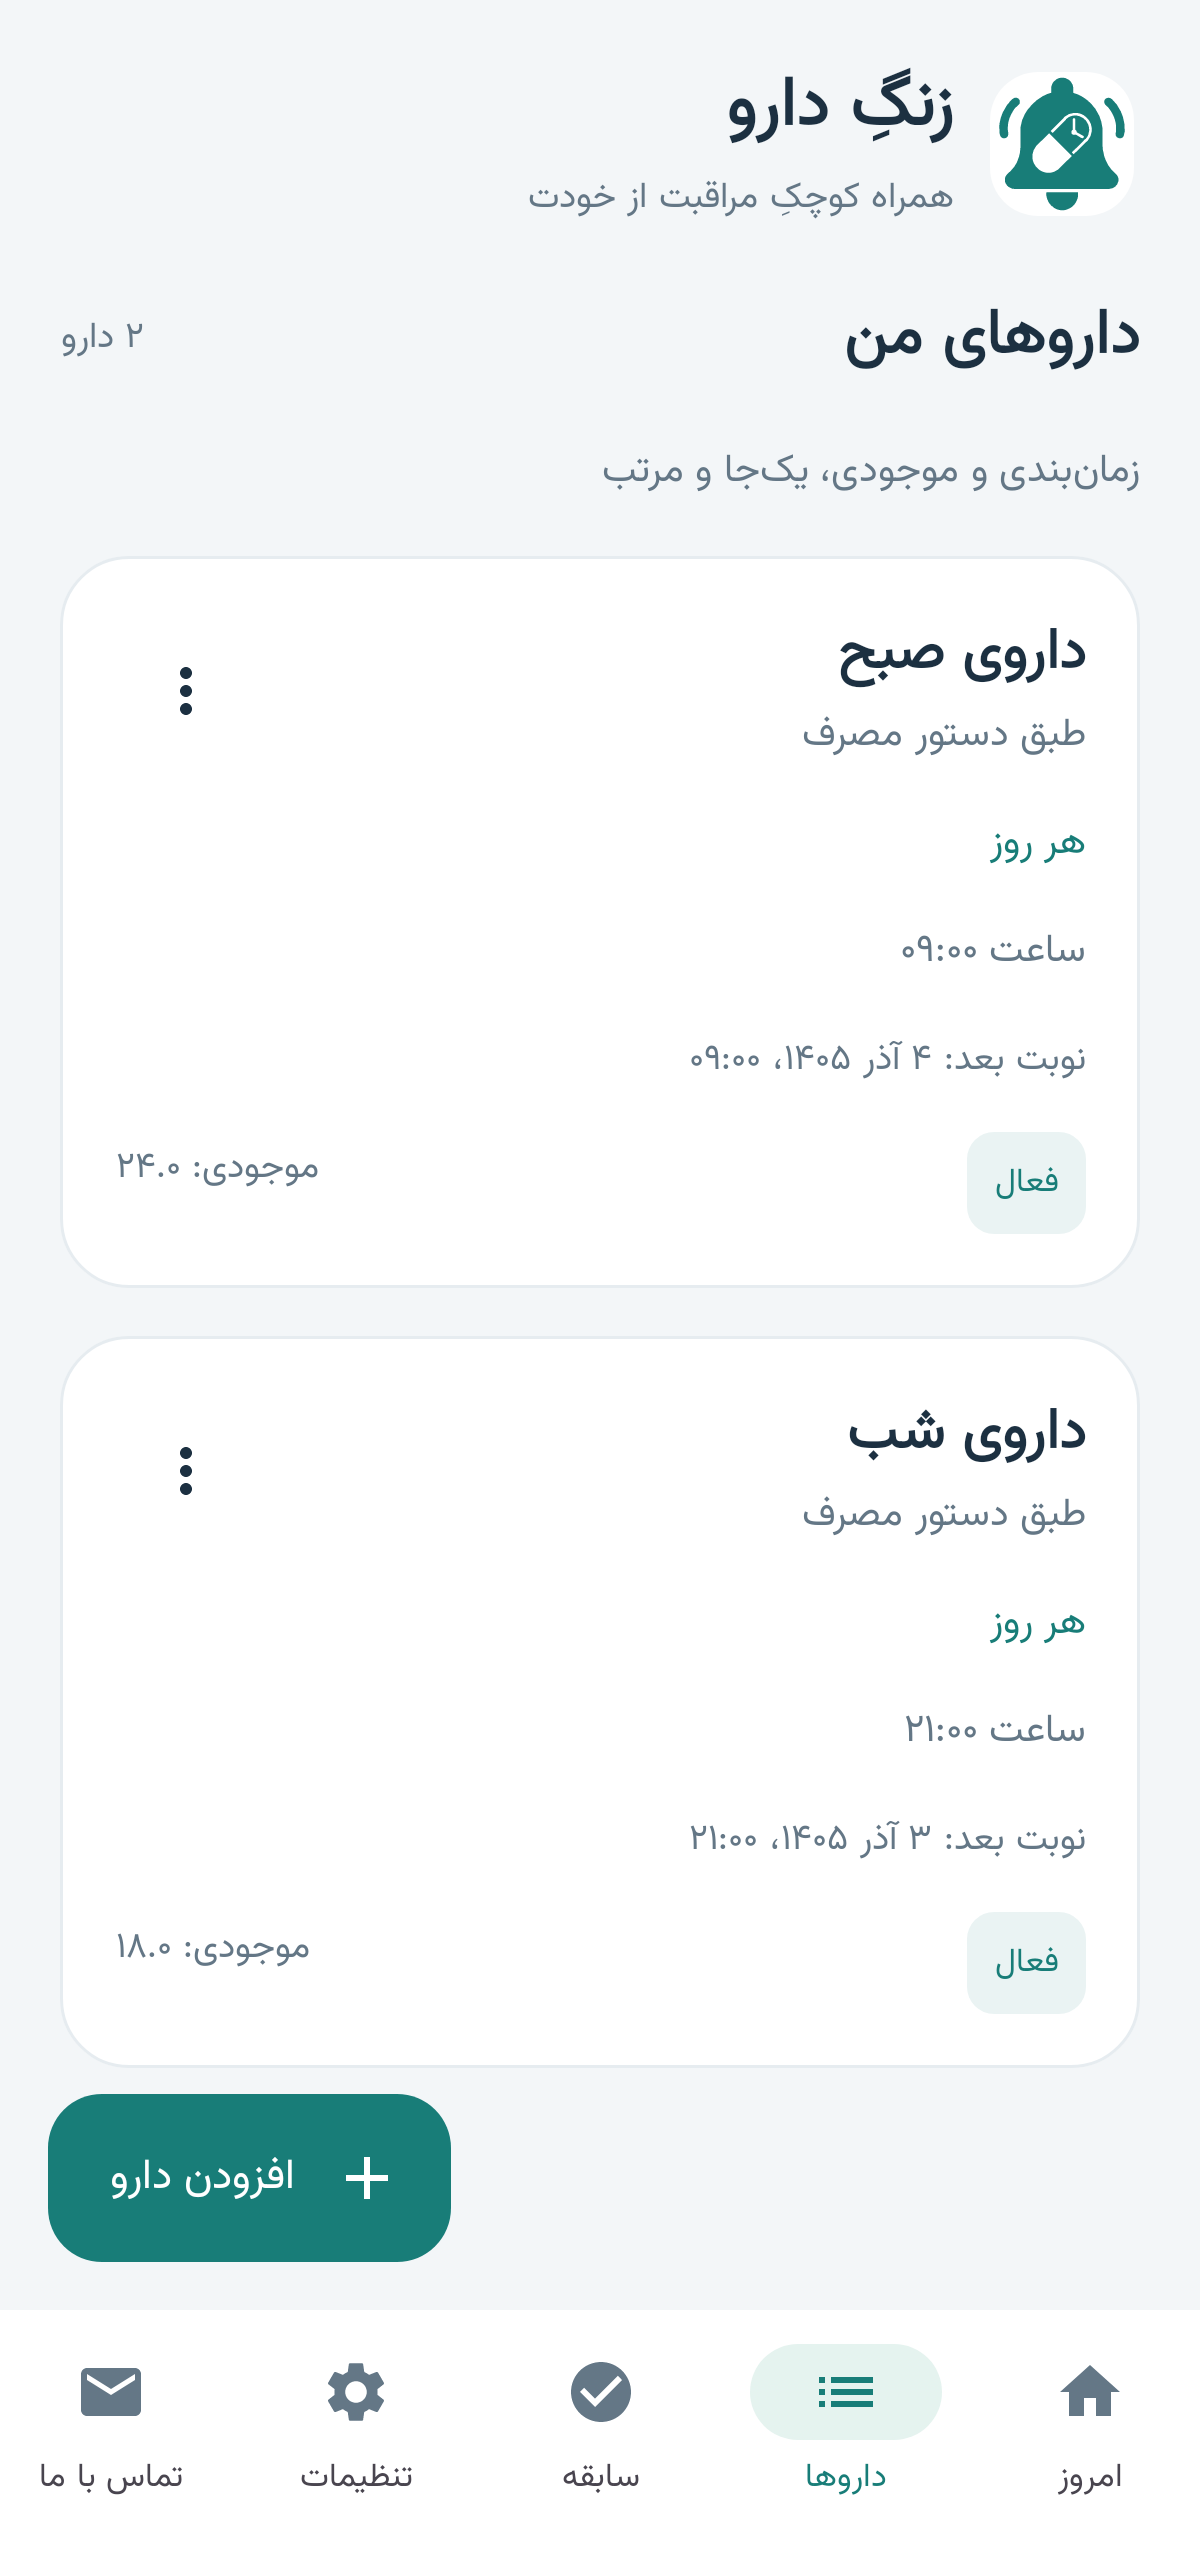 زنگِ دارو
همراه کوچکِ مراقبت از خودت
داروهای من
۲ دارو
زمان‌بندی و موجودی، یک‌جا و مرتب
داروی صبح
طبق دستور مصرف
هر روز
ساعت ۰۹:۰۰
نوبت بعد: ۴ آذر ۱۴۰۵، ۰۹:۰۰
فعال
موجودی: ۲۴.۰
داروی شب
طبق دستور مصرف
هر روز
ساعت ۲۱:۰۰
نوبت بعد: ۳ آذر ۱۴۰۵، ۲۱:۰۰
فعال
موجودی: ۱۸.۰
افزودن دارو
امروز
داروها
سابقه
تنظیمات
تماس با ما